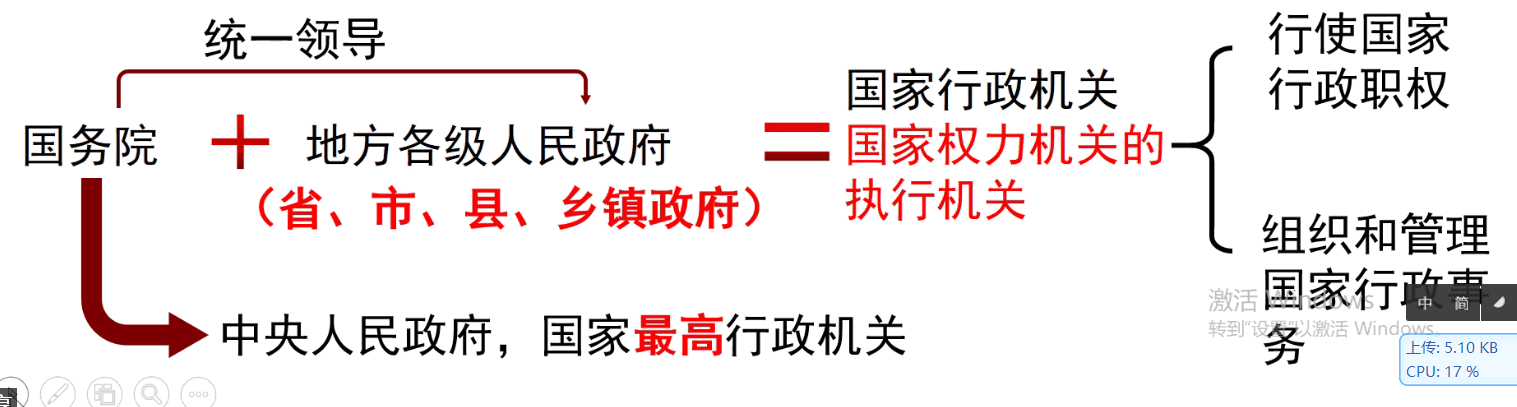 统一领导
国务院
地方各级人民政府
(省、市、县、乡镇政府)
国家行政机关
国家权力机关的
执行机关
行使国家
行政职权
组织和管理
国家行政事
务
中央人民政府，国家最高行政机关
激活 Windows
转到"设置"以激活 Windows。
中 简
上传: 5.10 KB
CPU: 17 %